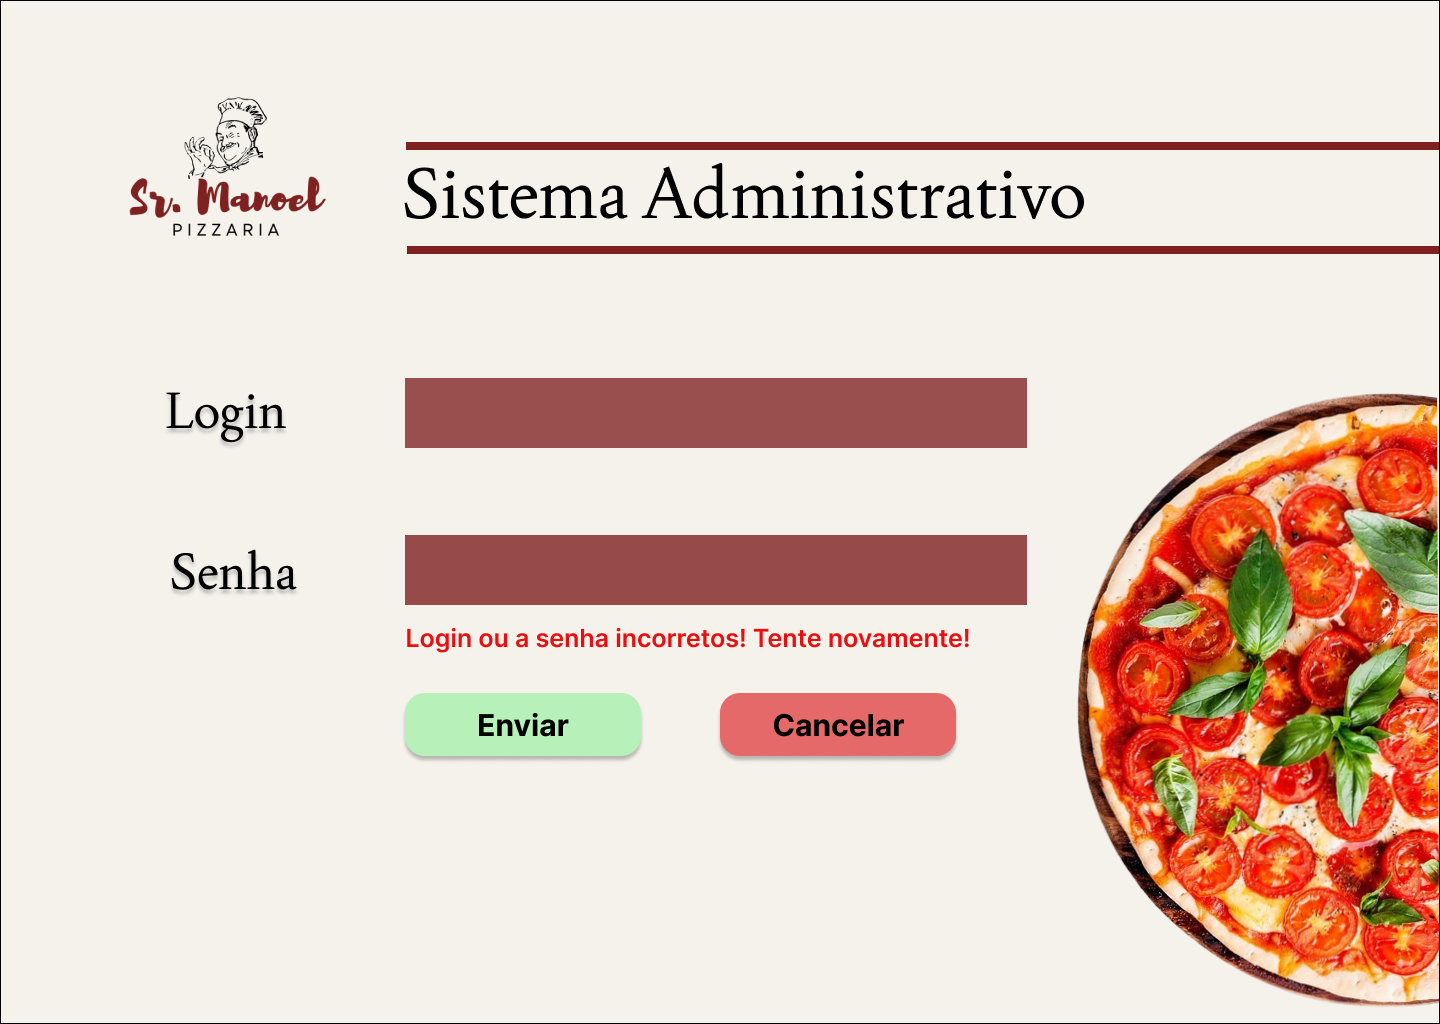 Sr. Manoel
PIZZARIA
Sistema Administrativo
Login
Senha
Login ou a senha incorretos! Tente novamente!
Enviar
Cancelar